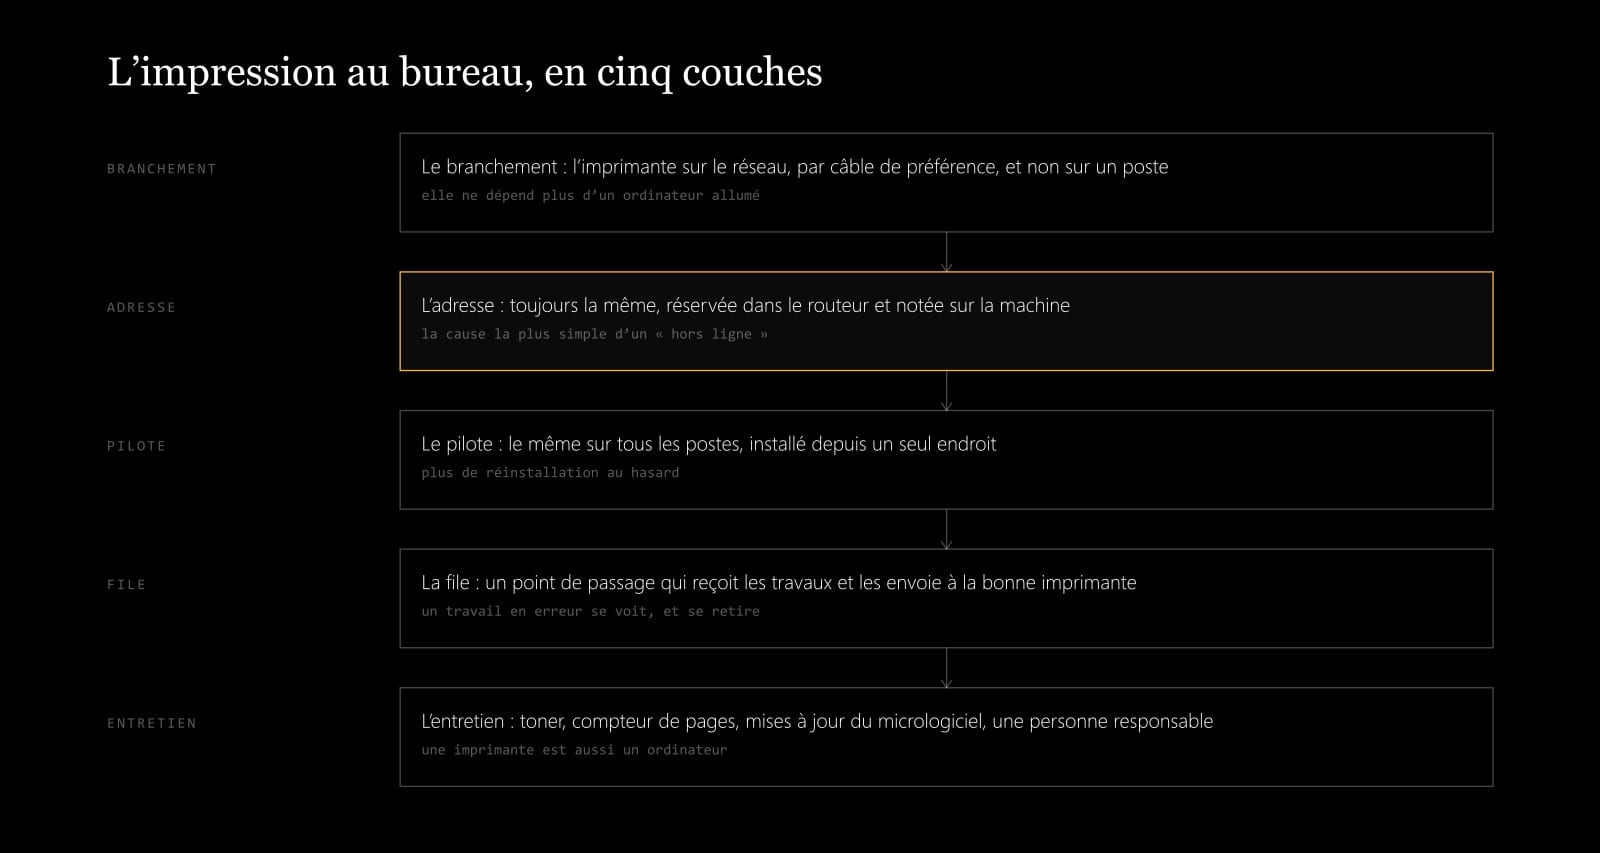 L’impression au bureau, en cinq couches
BRANCHEMENT
Le branchement : l’imprimante sur le réseau, par câble de préférence, et non sur un poste
elle ne dépend plus d’un ordinateur allumé
ADRESSE
L’adresse : toujours la même, réservée dans le routeur et notée sur la machine
la cause la plus simple d’un « hors ligne »
PILOTE
Le pilote : le même sur tous les postes, installé depuis un seul endroit
plus de réinstallation au hasard
FILE
La file : un point de passage qui reçoit les travaux et les envoie à la bonne imprimante
un travail en erreur se voit, et se retire
ENTRETIEN
L’entretien : toner, compteur de pages, mises à jour du micrologiciel, une personne responsable
une imprimante est aussi un ordinateur